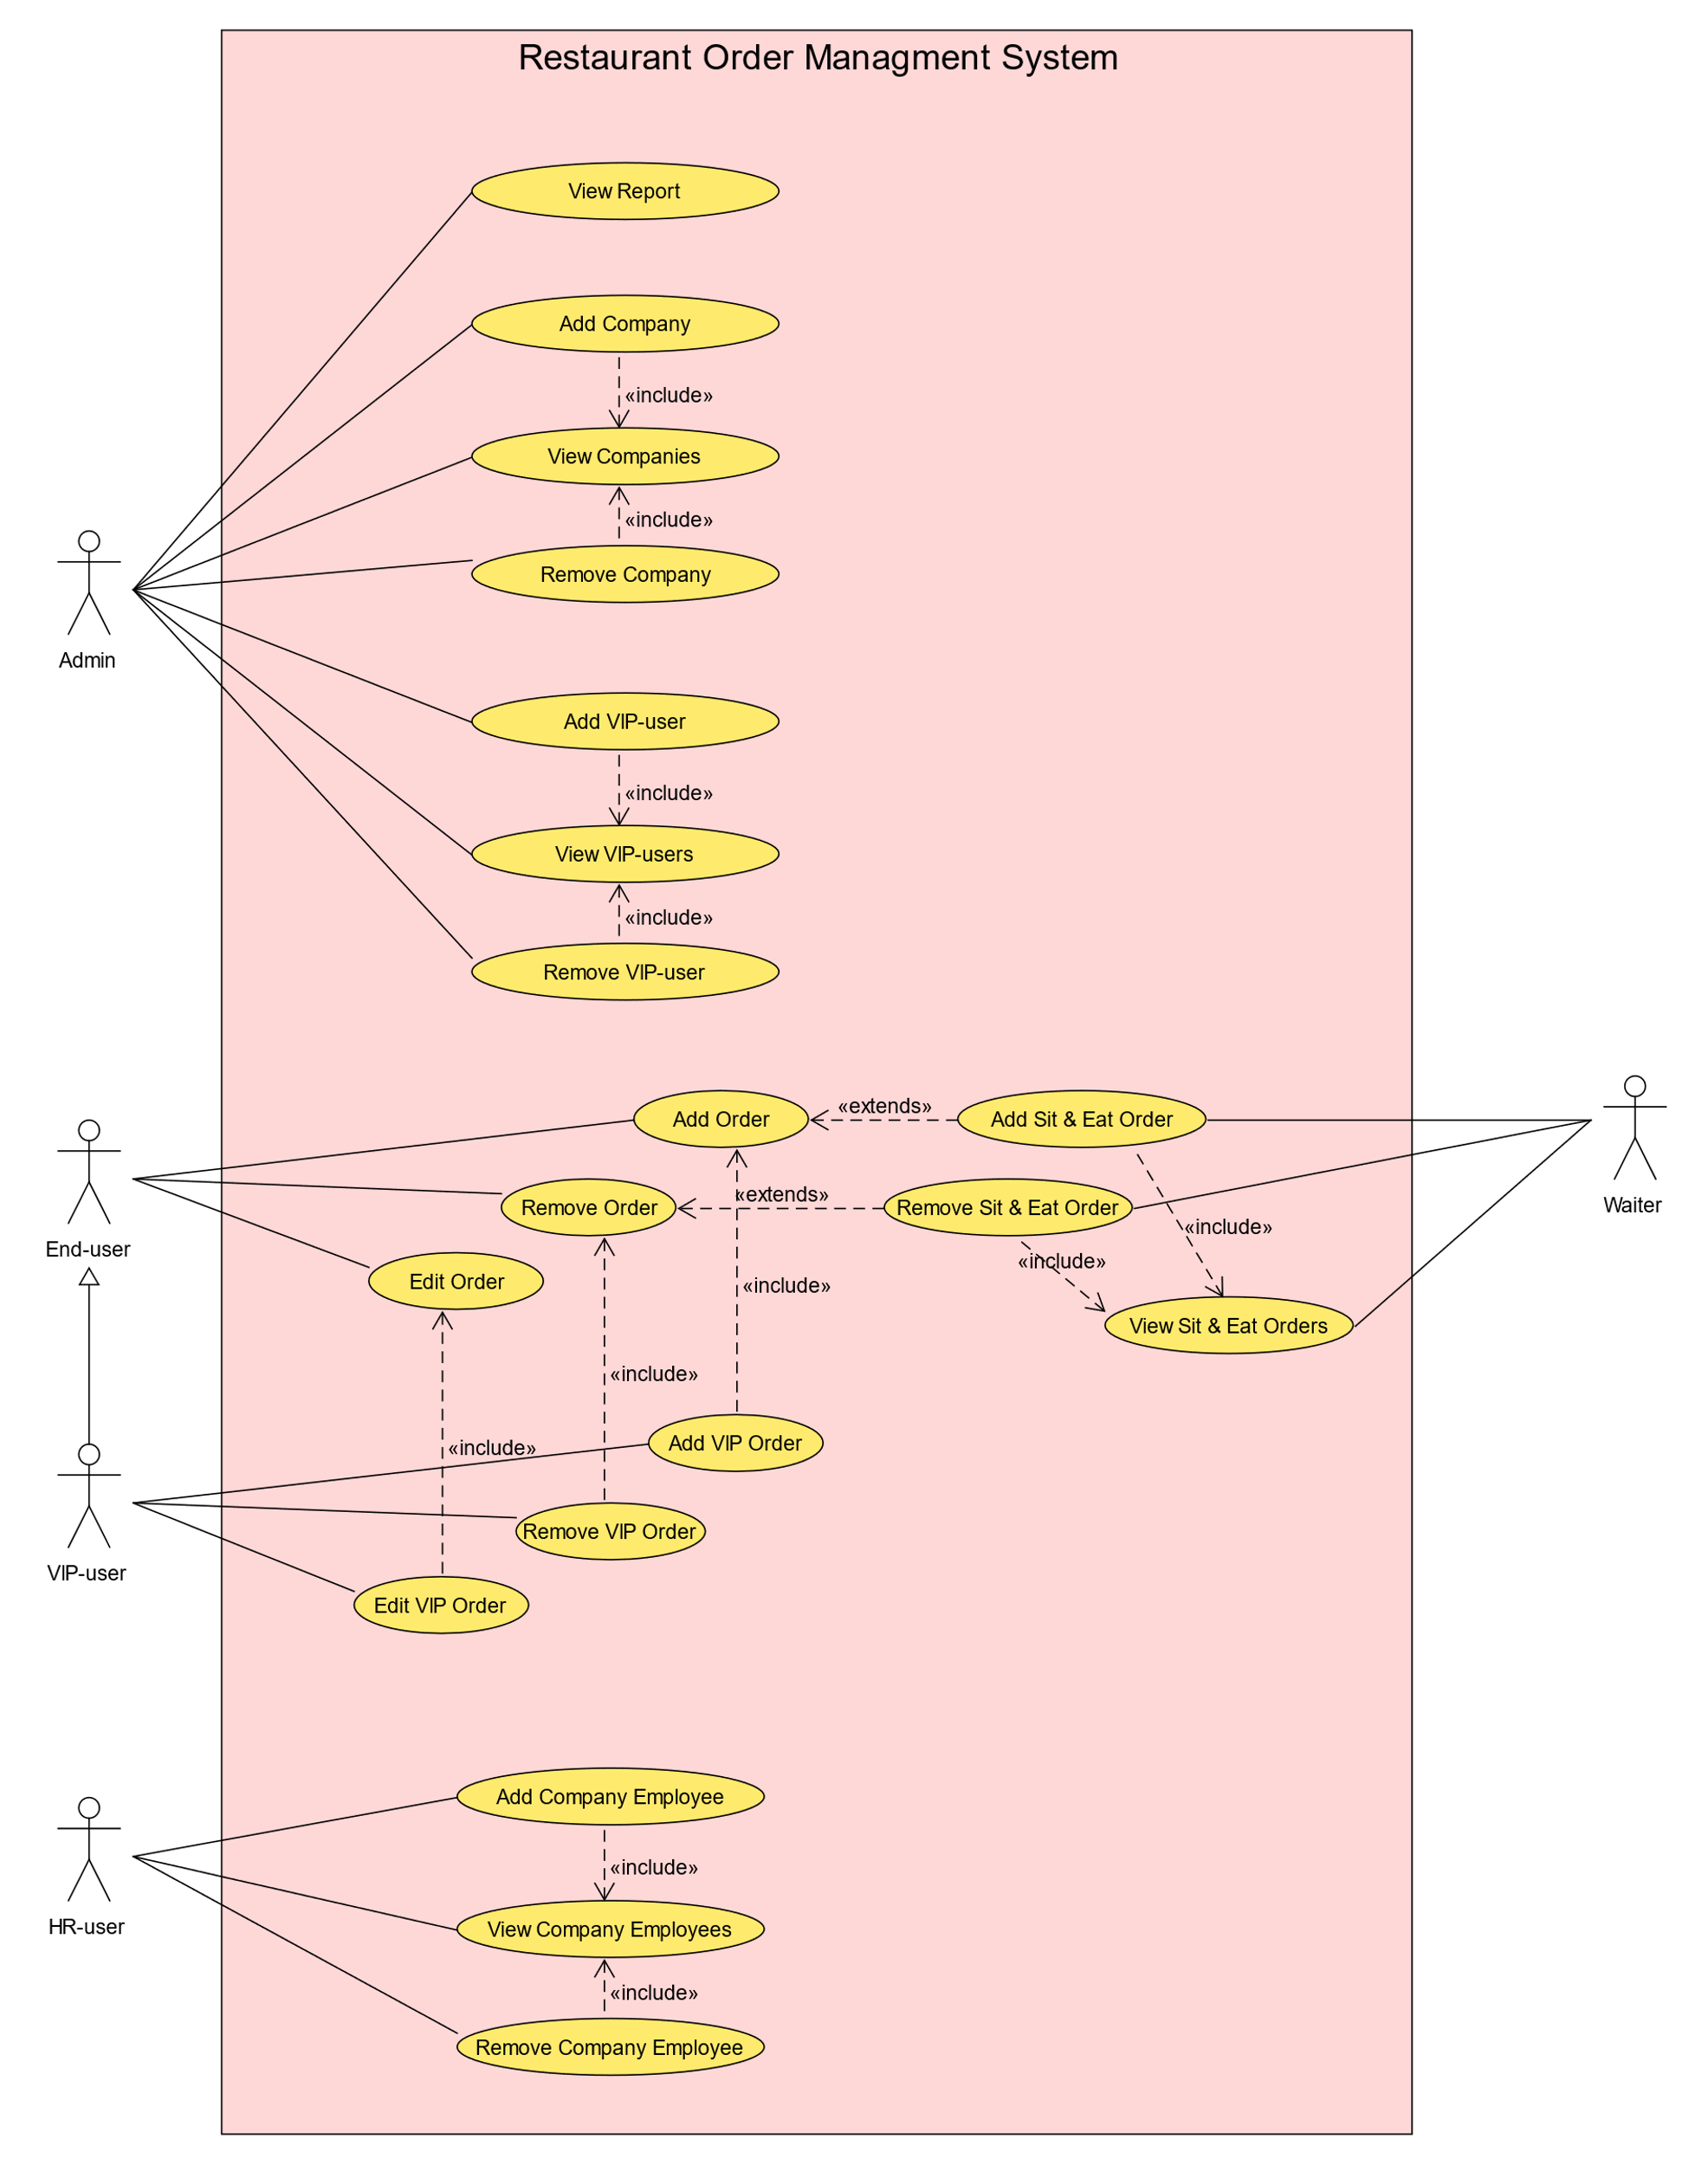 Restaurant Order Managment System
View Report
Add Company
«include»
View Companies
«include»
Remove Company
Admin
Add VIP-user
«include»
View VIP-users
«include»
Remove VIP-user
Add Order
«extends»
Add Sit & Eat Order
Remove Order
«extends»
Remove Sit & Eat Order
Waiter
End-user
«include»
«include»
Edit Order
«include»
View Sit & Eat Orders
«include»
«include»
Add VIP Order
Remove VIP Order
VIP-user
Edit VIP Order
Add Company Employee
«include»
HR-user
View Company Employees
«include»
Remove Company Employee